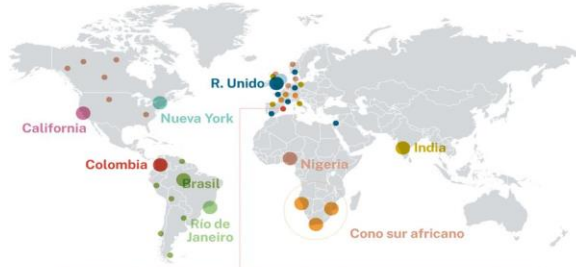 R. Unido
California
Nueva York
Colombia
Brasil
Nigeria
India
Río de
Janeiro
Cono sur africano